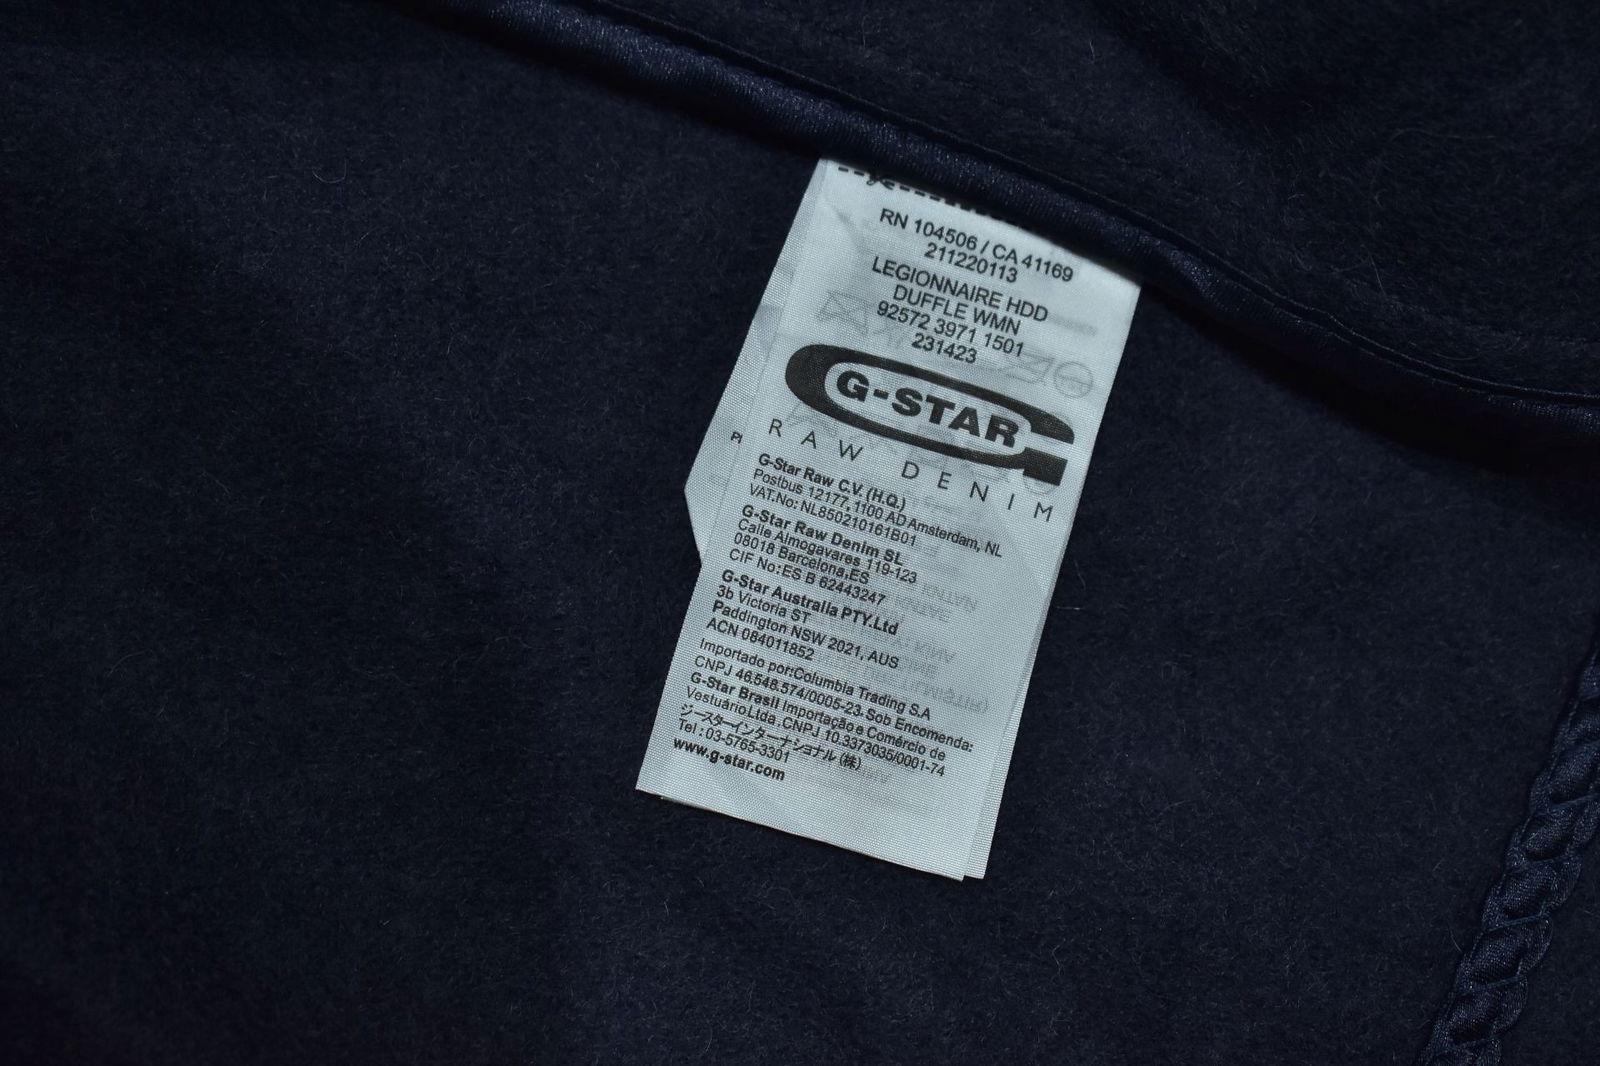 RN 104506 / CA 41169
211220113
LEGIONNAIRE HDD
DUFFLE WMN
92572 3971 1501
231423
G-STAR
RAW DENIM
G-Star Raw C.V. (H.Q.)
Postbus 12177, 1100 AD Amsterdam, NL
VAT.No: NL850210161B01
G-Star Raw Denim SL
Calle Almogavares 119-123
08018 Barcelona,ES
CIF No:ES B 62443247
G-Star Australia PTY.Ltd
3b Victoria ST
Paddington NSW 2021, AUS
ACN 084011852
Importado por:Columbia Trading S.A
CNPJ 46.548.574/0005-23. Sob Encomenda:
G-Star Brasil Importação e Comércio de
Vestuário.Ltda. CNPJ 10.3373035/0001-74
ジースターインターナショナル (株)
Tel : 03-5765-3301
www.g-star.com